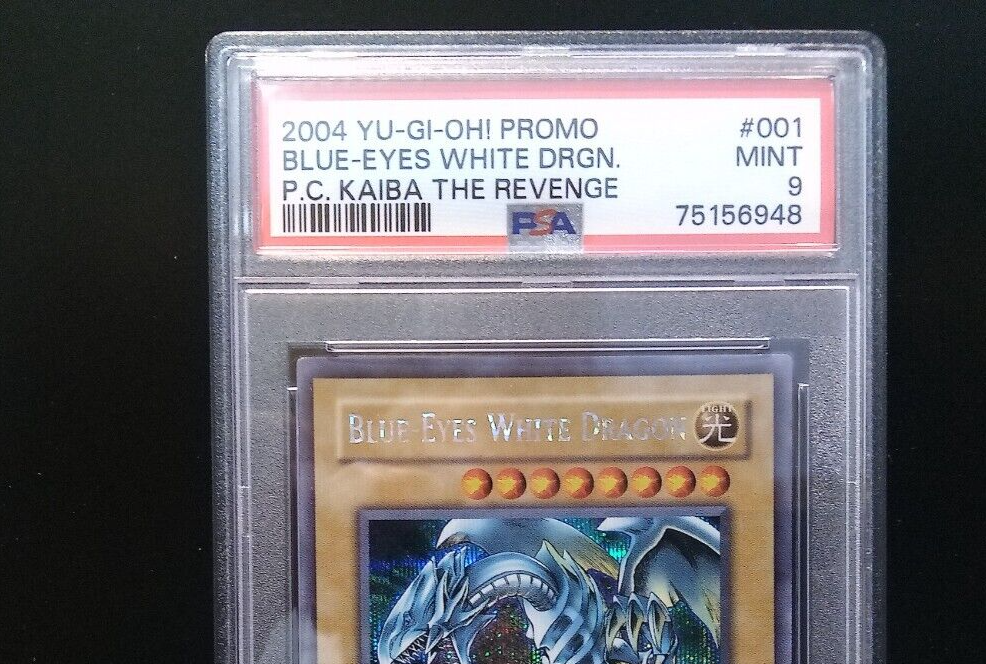 2004 YU-GI-OH! PROMO #001
BLUE-EYES WHITE DRGN. MINT
P.C. KAIBA THE REVENGE 9
PSA 75156948
BLUE-EYES WHITE DRAGON
LIGHT
光